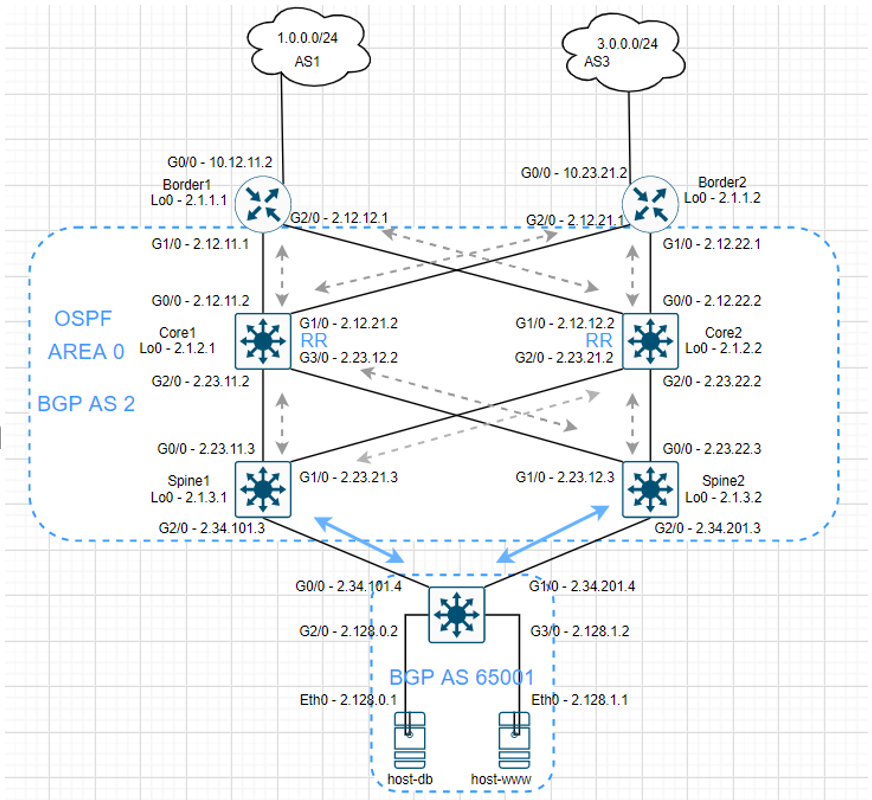 1.0.0.0/24
AS1
3.0.0.0/24
AS3
G0/0 - 10.12.11.2
Border1
Lo0 - 2.1.1.1
G2/0 - 2.12.12.1
G1/0 - 2.12.11.1
G0/0 - 10.23.21.2
Border2
Lo0 - 2.1.1.2
G2/0 - 2.12.21.1
G1/0 - 2.12.22.1
OSPF
AREA 0
BGP AS 2
G0/0 - 2.12.11.2
Core1
Lo0 - 2.1.2.1
G1/0 - 2.12.21.2
RR
G3/0 - 2.23.12.2
G2/0 - 2.23.11.2
G0/0 - 2.12.22.2
G1/0 - 2.12.12.2
RR
G2/0 - 2.23.21.2
Core2
Lo0 - 2.1.2.2
G2/0 - 2.23.22.2
G0/0 - 2.23.11.3
Spine1
Lo0 - 2.1.3.1
G1/0 - 2.23.21.3
G2/0 - 2.34.101.3
G0/0 - 2.23.22.3
G1/0 - 2.23.12.3
Spine2
Lo0 - 2.1.3.2
G2/0 - 2.34.201.3
G0/0 - 2.34.101.4
G1/0 - 2.34.201.4
G2/0 - 2.128.0.2
G3/0 - 2.128.1.2
BGP AS 65001
Eth0 - 2.128.0.1
Eth0 - 2.128.1.1
host-db
host-www